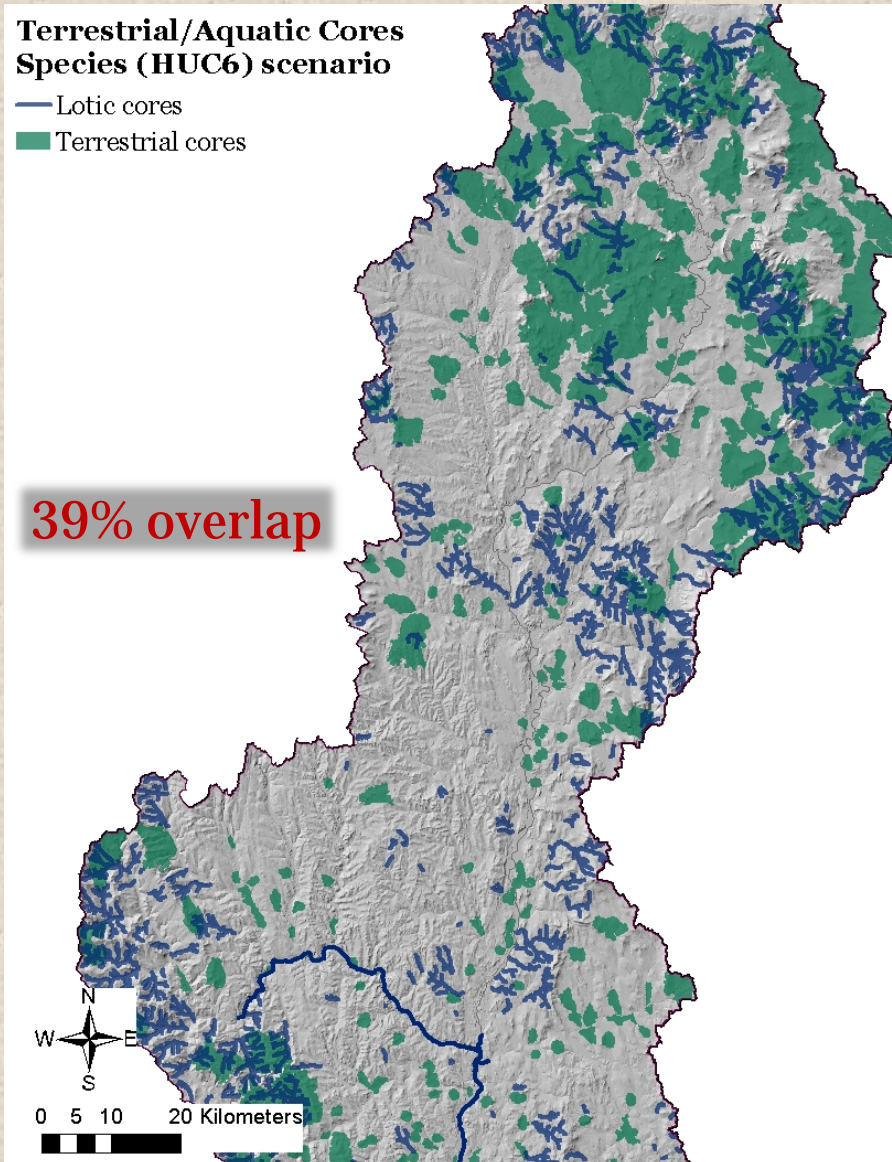 Terrestrial/Aquatic Cores
Species (HUC6) scenario
Lotic cores
Terrestrial cores
39% overlap
N
W E
S
0 5 10 20 Kilometers